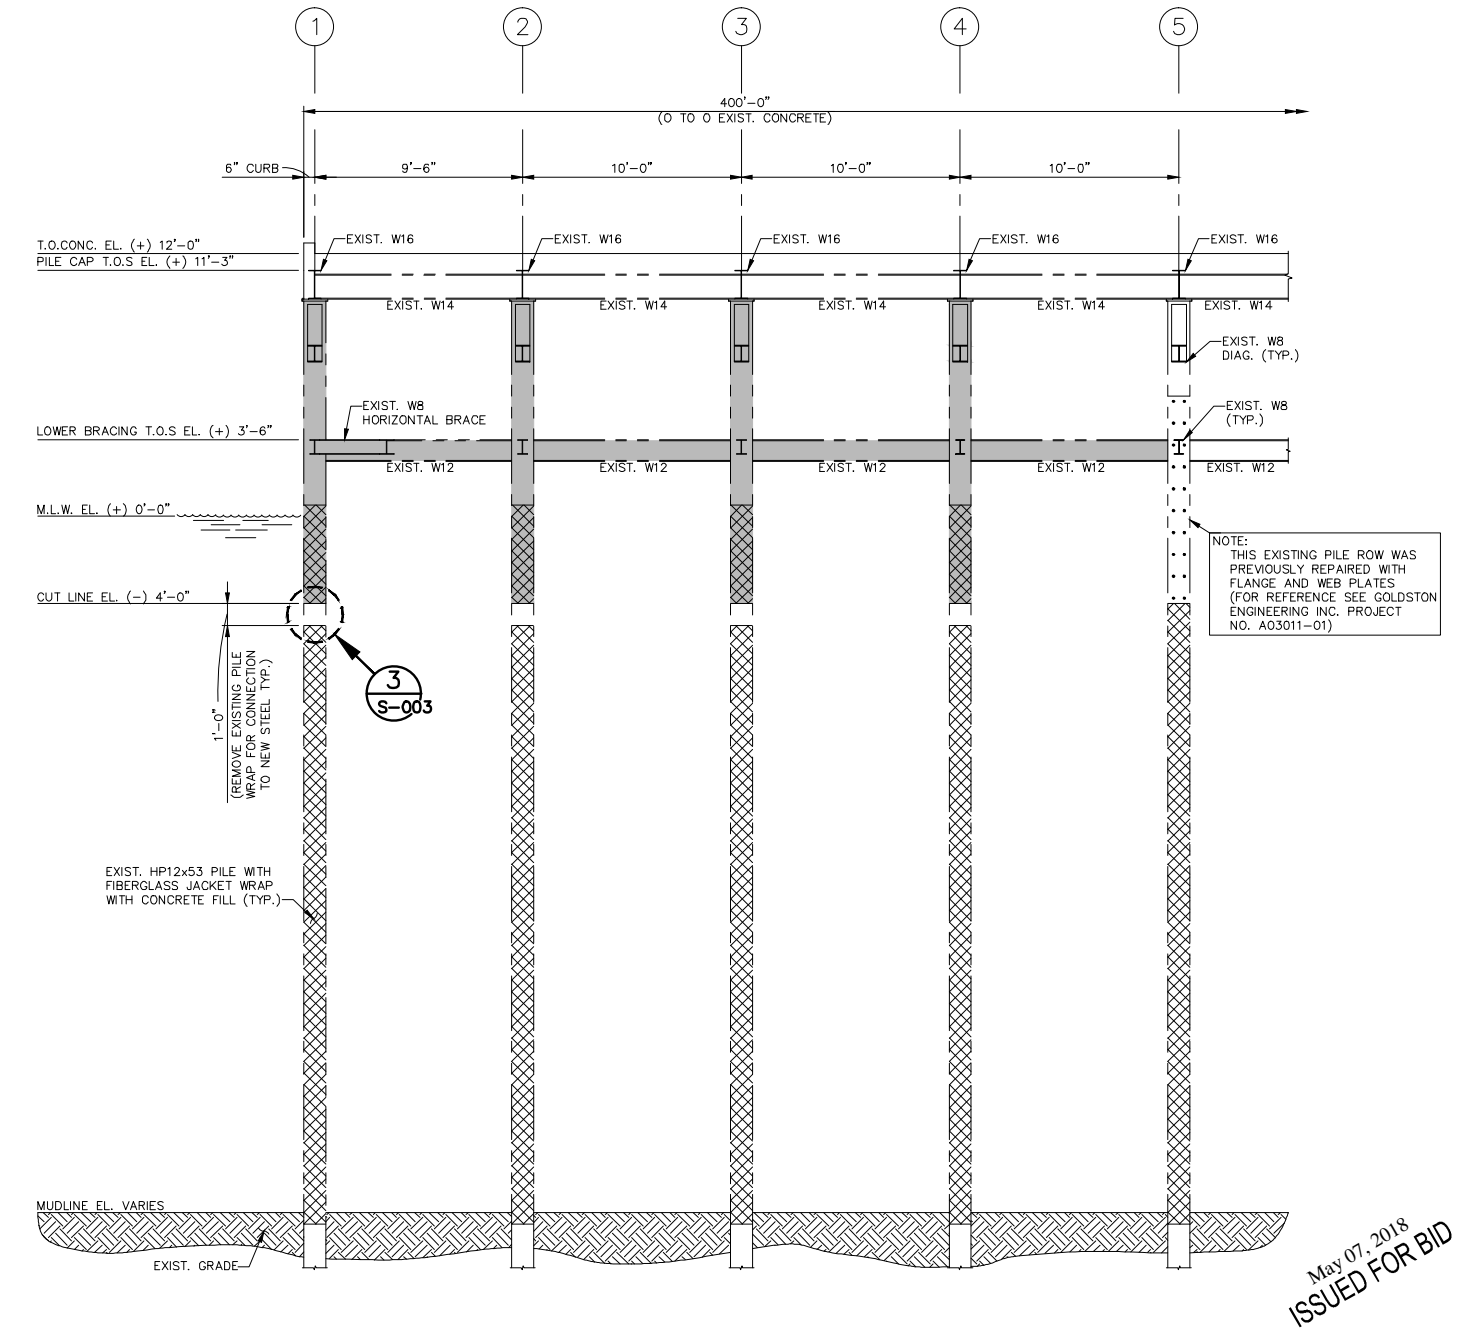 1 2 3 4 5
400'-0"
(O TO O EXIST. CONCRETE)
6" CURB 9'-6" 10'-0" 10'-0" 10'-0"
T.O.CONC. EL. (+) 12'-0"
PILE CAP T.O.S EL. (+) 11'-3"
EXIST. W16 EXIST. W16 EXIST. W16 EXIST. W16 EXIST. W16
EXIST. W14 EXIST. W14 EXIST. W14 EXIST. W14 EXIST. W14
EXIST. W8
DIAG. (TYP.)
EXIST. W8
HORIZONTAL BRACE
EXIST. W8
(TYP.)
LOWER BRACING T.O.S EL. (+) 3'-6"
EXIST. W12 EXIST. W12 EXIST. W12 EXIST. W12 EXIST. W12
M.L.W. EL. (+) 0'-0"
NOTE:
THIS EXISTING PILE ROW WAS
PREVIOUSLY REPAIRED WITH
FLANGE AND WEB PLATES
(FOR REFERENCE SEE GOLDSTON
ENGINEERING INC. PROJECT
NO. A03011-01)
CUT LINE EL. (-) 4'-0"
1'-0"
(REMOVE EXISTING PILE
WRAP FOR CONNECTION
TO NEW STEEL TYP.)
3
S-003
EXIST. HP12x53 PILE WITH
FIBERGLASS JACKET WRAP
WITH CONCRETE FILL (TYP.)
MUDLINE EL. VARIES
EXIST. GRADE
May 07, 2018
ISSUED FOR BID